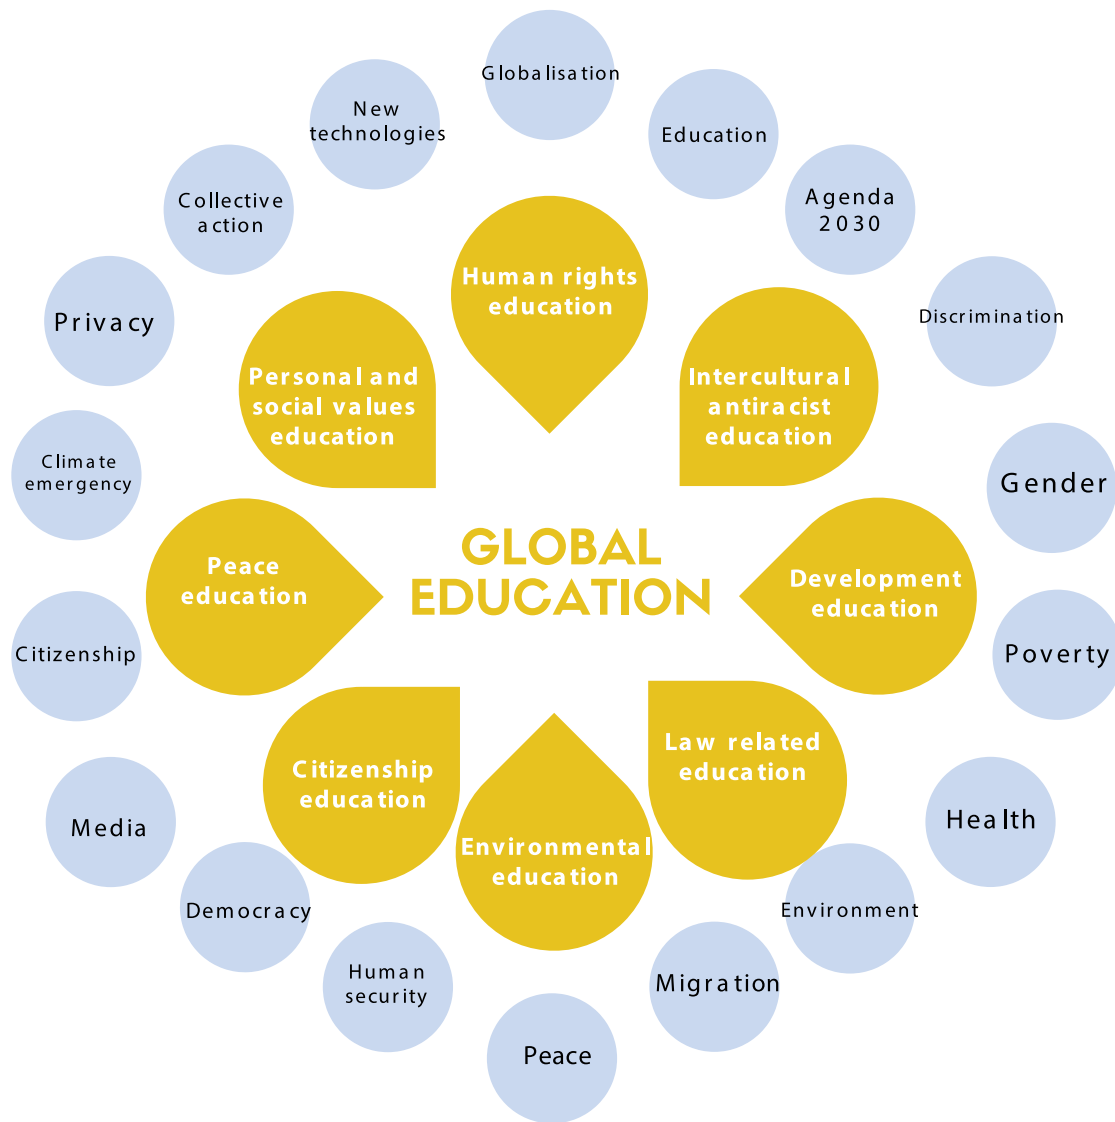 Globalisation
New
technologies
Education
Collective
action
Agenda
2030
Privacy
Discrimination
Human rights
education
Personal and
social values
education
Intercultural
antiracist
education
Climate
emergency
Gender
GLOBAL
EDUCATION
Peace
education
Development
education
Citizenship
Poverty
Citizenship
education
Law related
education
Environmental
education
Media
Health
Democracy
Environment
Human
security
Migration
Peace